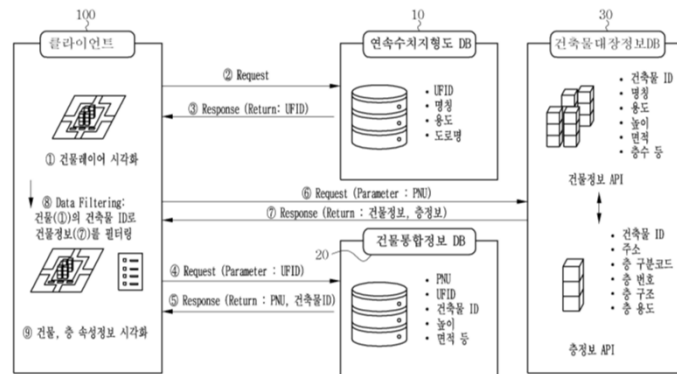 100
10
30
클라이언트
연속수치지형도 DB
건축물대장정보DB
② Request
③ Response (Return: UFID)
• UFID
• 명칭
• 용도
• 도로명
• 건축물 ID
• 명칭
• 용도
• 높이
• 면적
• 층수 등
건물정보 API
① 건물레이어 시각화
⑥ Request (Parameter : PNU)
⑦ Response (Return : 건물정보, 층정보)
⑧ Data Filtering:
건물(①)의 건축물 ID로
건물정보(⑦)를 필터링
20
건물통합정보 DB
④ Request (Parameter : UFID)
⑤ Response (Return : PNU, 건축물ID)
• PNU
• UFID
• 건축물 ID
• 높이
• 면적 등
• 건축물 ID
• 주소
• 층 구분코드
• 층 번호
• 층 구조
• 층 용도
층정보 API
⑨ 건물, 층 속성정보 시각화